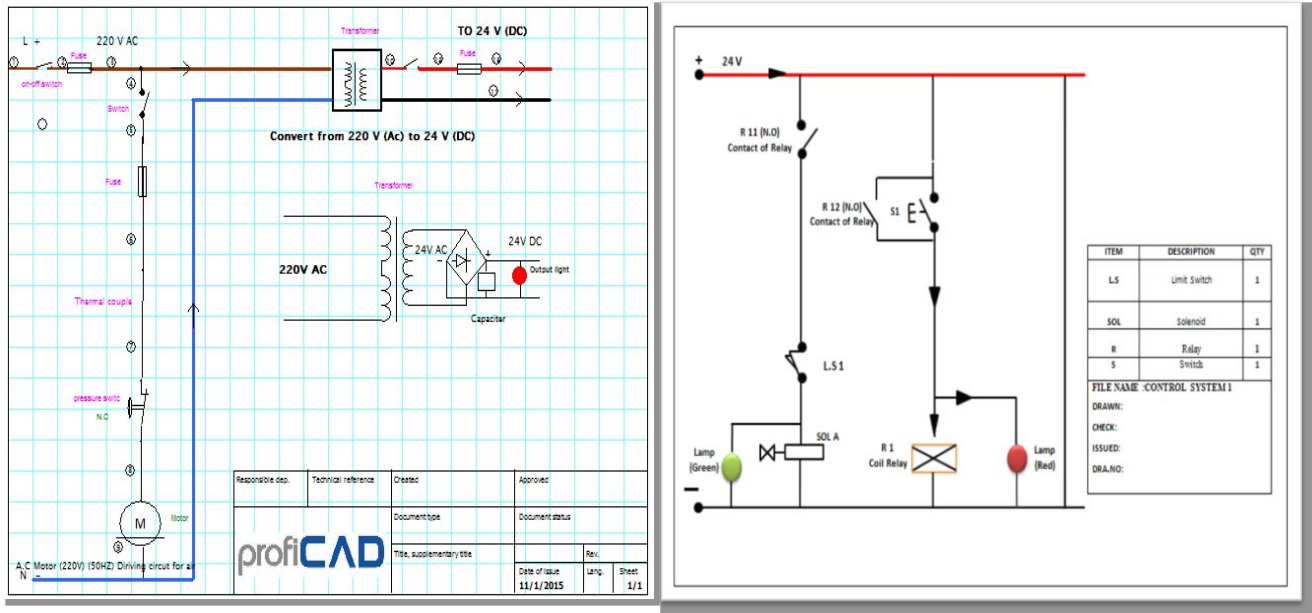 L +
220 V AC
Fuse
on-off switch
Switch
Fuse
Thermal couple
pressure switc
N.C
M
Motor
A.C Motor (220V) (50HZ) Diriving circut for air
N -
Transformer
TO 24 V (DC)
Fuse
Convert from 220 V (Ac) to 24 V (DC)
Transformer
220V AC
24V AC
-
+
24V DC
Output light
Capaciter
Responsible dep.
Technical reference
Created
Approved
Document type
Document status
Title, supplementary title
Rev.
Date of issue
11/1/2015
Lang.
Sheet
1/1
profiCAD
+
24 V
R 11 (N.O)
Contact of Relay
R 12 (N.O)
Contact of Relay
S1
L.S 1
SOL A
Lamp
(Green)
R 1
Coil Relay
Lamp
(Red)
ITEM DESCRIPTION QTY
L.S Limit Switch 1
SOL Solenoid 1
R Relay 1
S Switch 1
FILE NAME :CONTROL SYSTEM 1
DRAWN:
CHECK:
ISSUED:
DRA.NO: